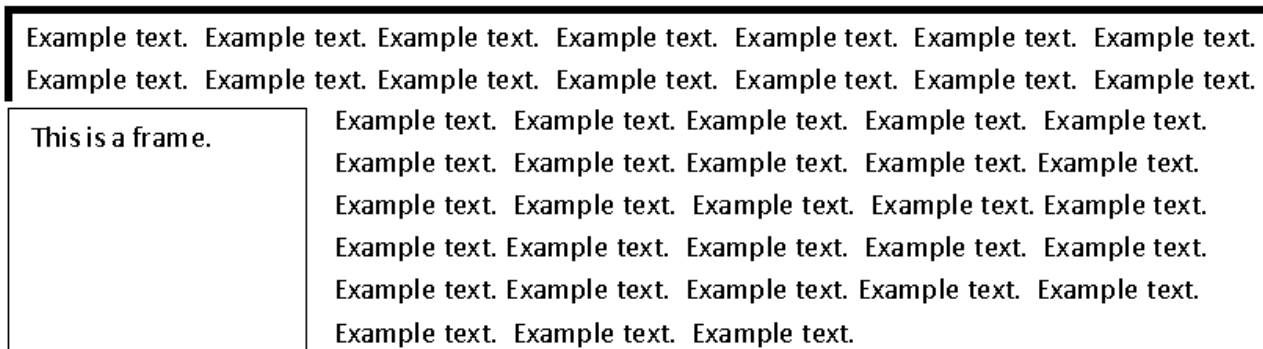 Example text.  Example text. Example text.  Example text.  Example text.  Example text.  Example text.
Example text.  Example text. Example text.  Example text.  Example text.  Example text.  Example text.
This is a frame.
Example text.  Example text. Example text.  Example text.  Example text.
Example text.  Example text. Example text.  Example text. Example text.
Example text.  Example text.  Example text.  Example text. Example text.
Example text. Example text.  Example text.  Example text.  Example text.
Example text. Example text.  Example text. Example text.  Example text.
Example text.  Example text.  Example text.